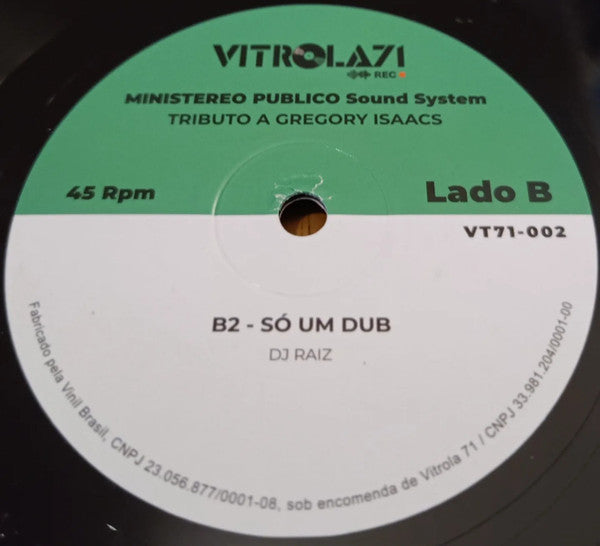 VITROLA71
REC
MINISTEREO PUBLICO Sound System
TRIBUTO A GREGORY ISAACS
45 Rpm
Lado B
VT71-002
B2 - SÓ UM DUB
DJ RAIZ
Fabricado pela Vinil Brasil, CNPJ 23.056.877/0001-08, sob encomenda de Vitrola 71 / CNPJ 33.981.204/0001-00